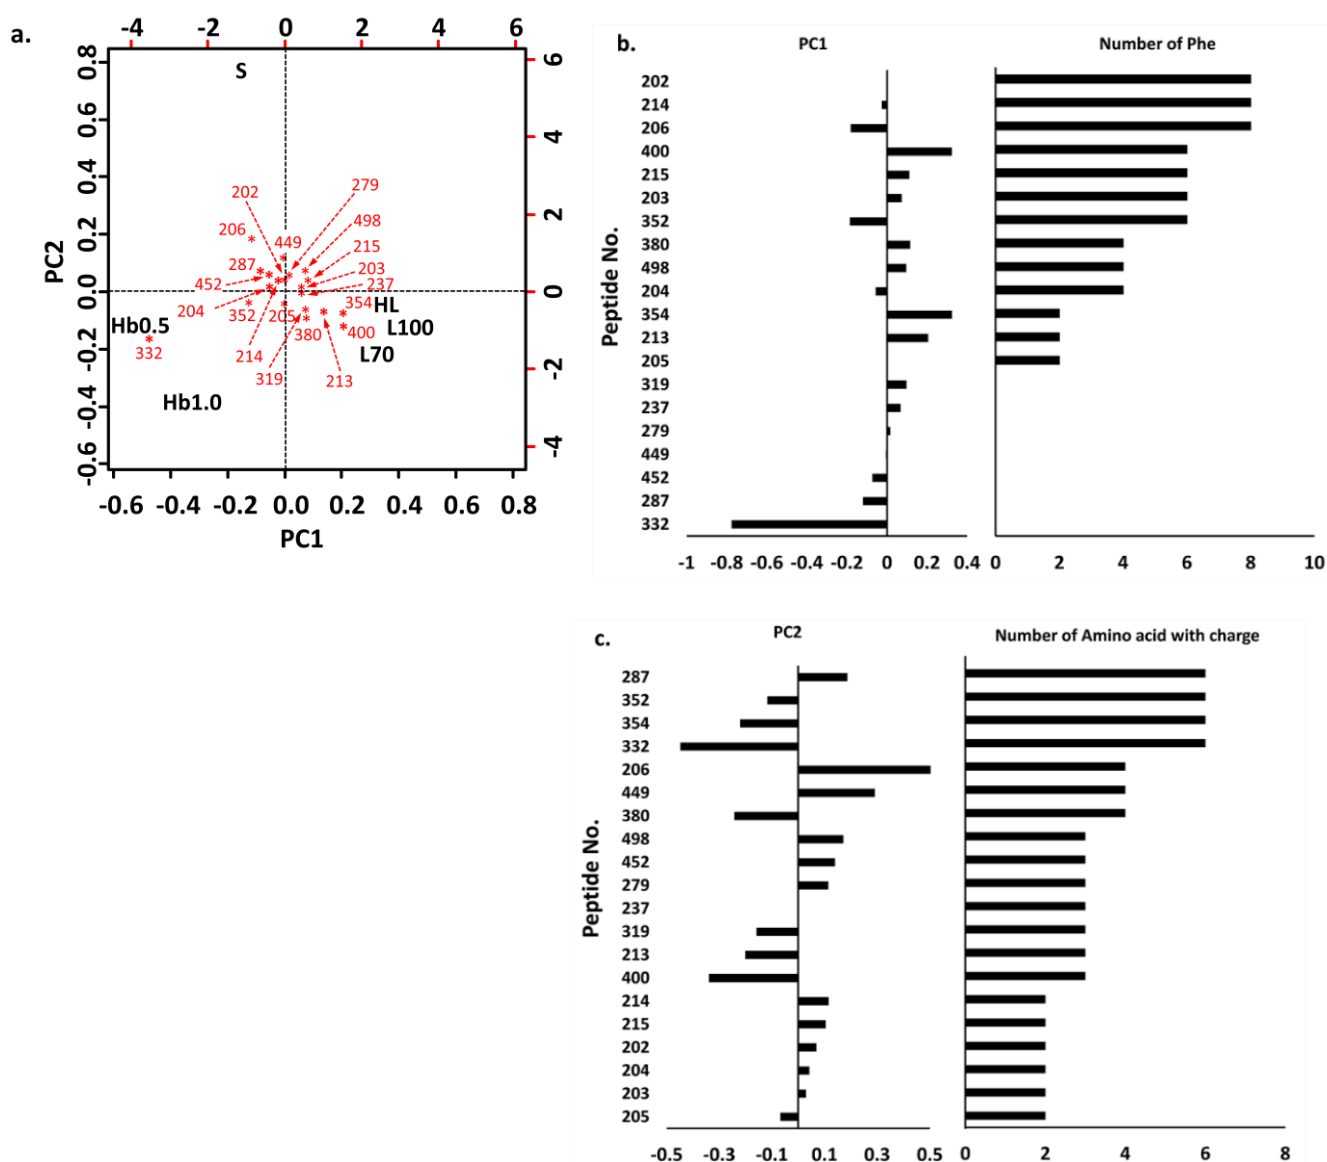 a.
-4 -2 0 2 4 6
0.8 0.6 0.4 0.2 0.0 -0.2 -0.4 -0.6
PC2
6 4 2 0 -2 -4
S
202 279
206 449 498
215
287 203
452 237
204 352 205 354 HL
Hb0.5 380 400 L100
332 214 L70
319 213
Hb1.0
-0.6 -0.4 -0.2 0.0 0.2 0.4 0.6 0.8
PC1
b.
PC1 Number of Phe
Peptide No.
202
214
206
400
215
203
352
380
498
204
354
213
205
319
237
279
449
452
287
332
-1 -0.8 -0.6 -0.4 -0.2 0 0.2 0.4 0 2 4 6 8 10
c.
PC2 Number of Amino acid with charge
Peptide No.
287
352
354
332
206
449
380
498
452
279
237
319
213
400
214
215
202
204
203
205
-0.5 -0.3 -0.1 0.1 0.3 0.5 0 2 4 6 8